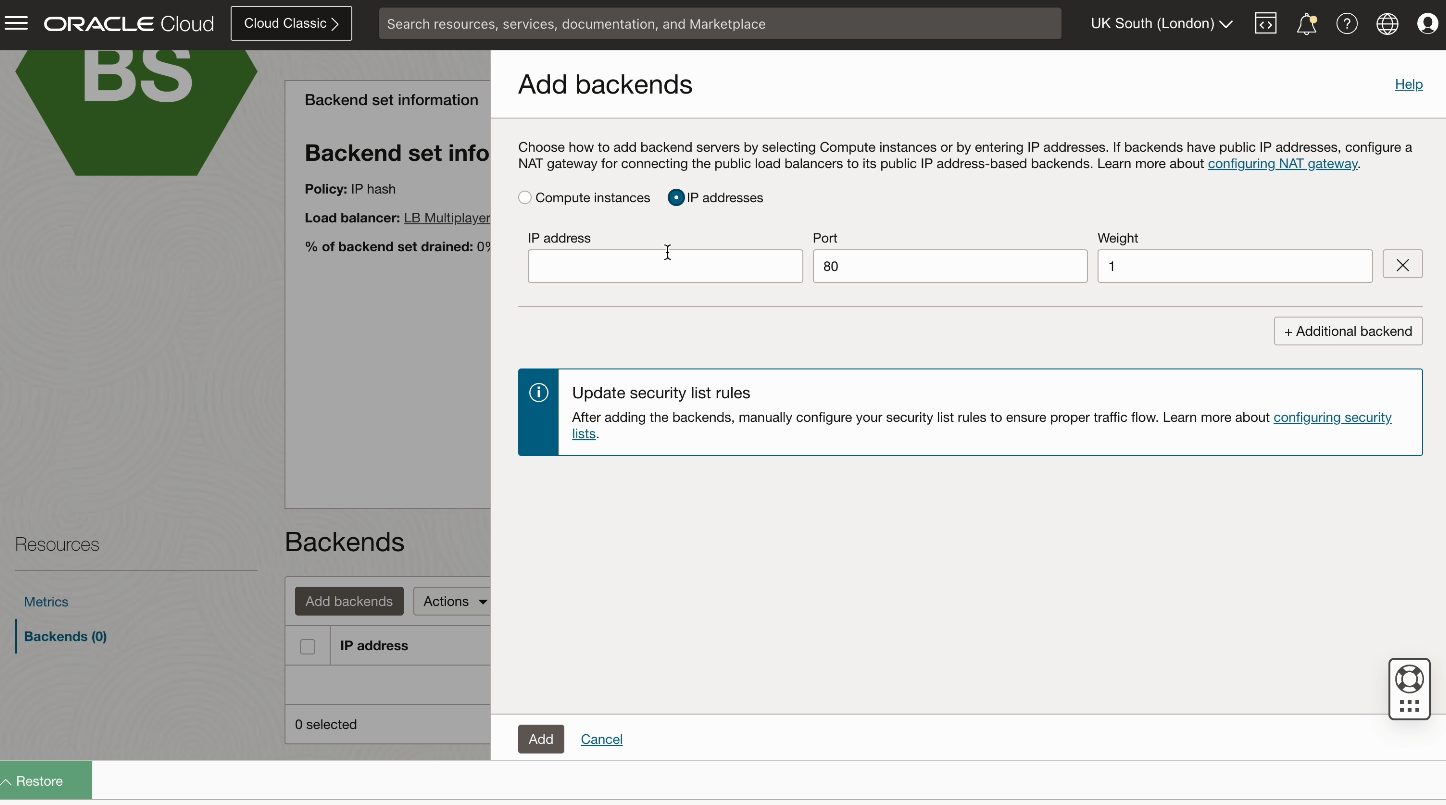 ORACLE Cloud
Cloud Classic
Search resources, services, documentation, and Marketplace
UK South (London)
BS
Backend set information
Backend set info
Policy: IP hash
Load balancer: LB Multiplayer
% of backend set drained: 0%
Resources
Metrics
Backends (0)
Backends
Add backends
Actions
IP address
0 selected
Add backends
Help
Choose how to add backend servers by selecting Compute instances or by entering IP addresses. If backends have public IP addresses, configure a
NAT gateway for connecting the public load balancers to its public IP address-based backends. Learn more about configuring NAT gateway.
Compute instances
IP addresses
IP address
Port
Weight
80
1
+ Additional backend
Update security list rules
After adding the backends, manually configure your security list rules to ensure proper traffic flow. Learn more about configuring security
lists.
Add
Cancel
Restore